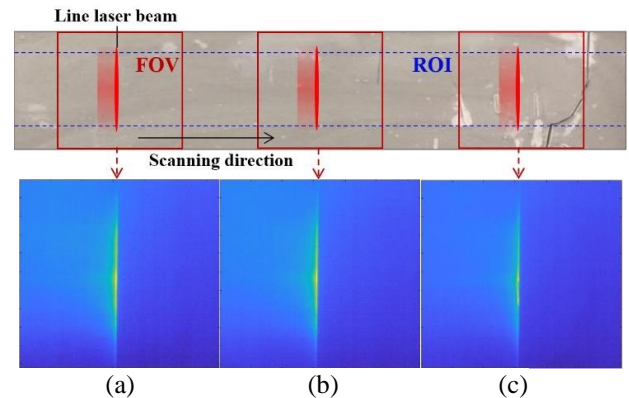 Line laser beam
FOV
ROI
Scanning direction
(a)
(b)
(c)